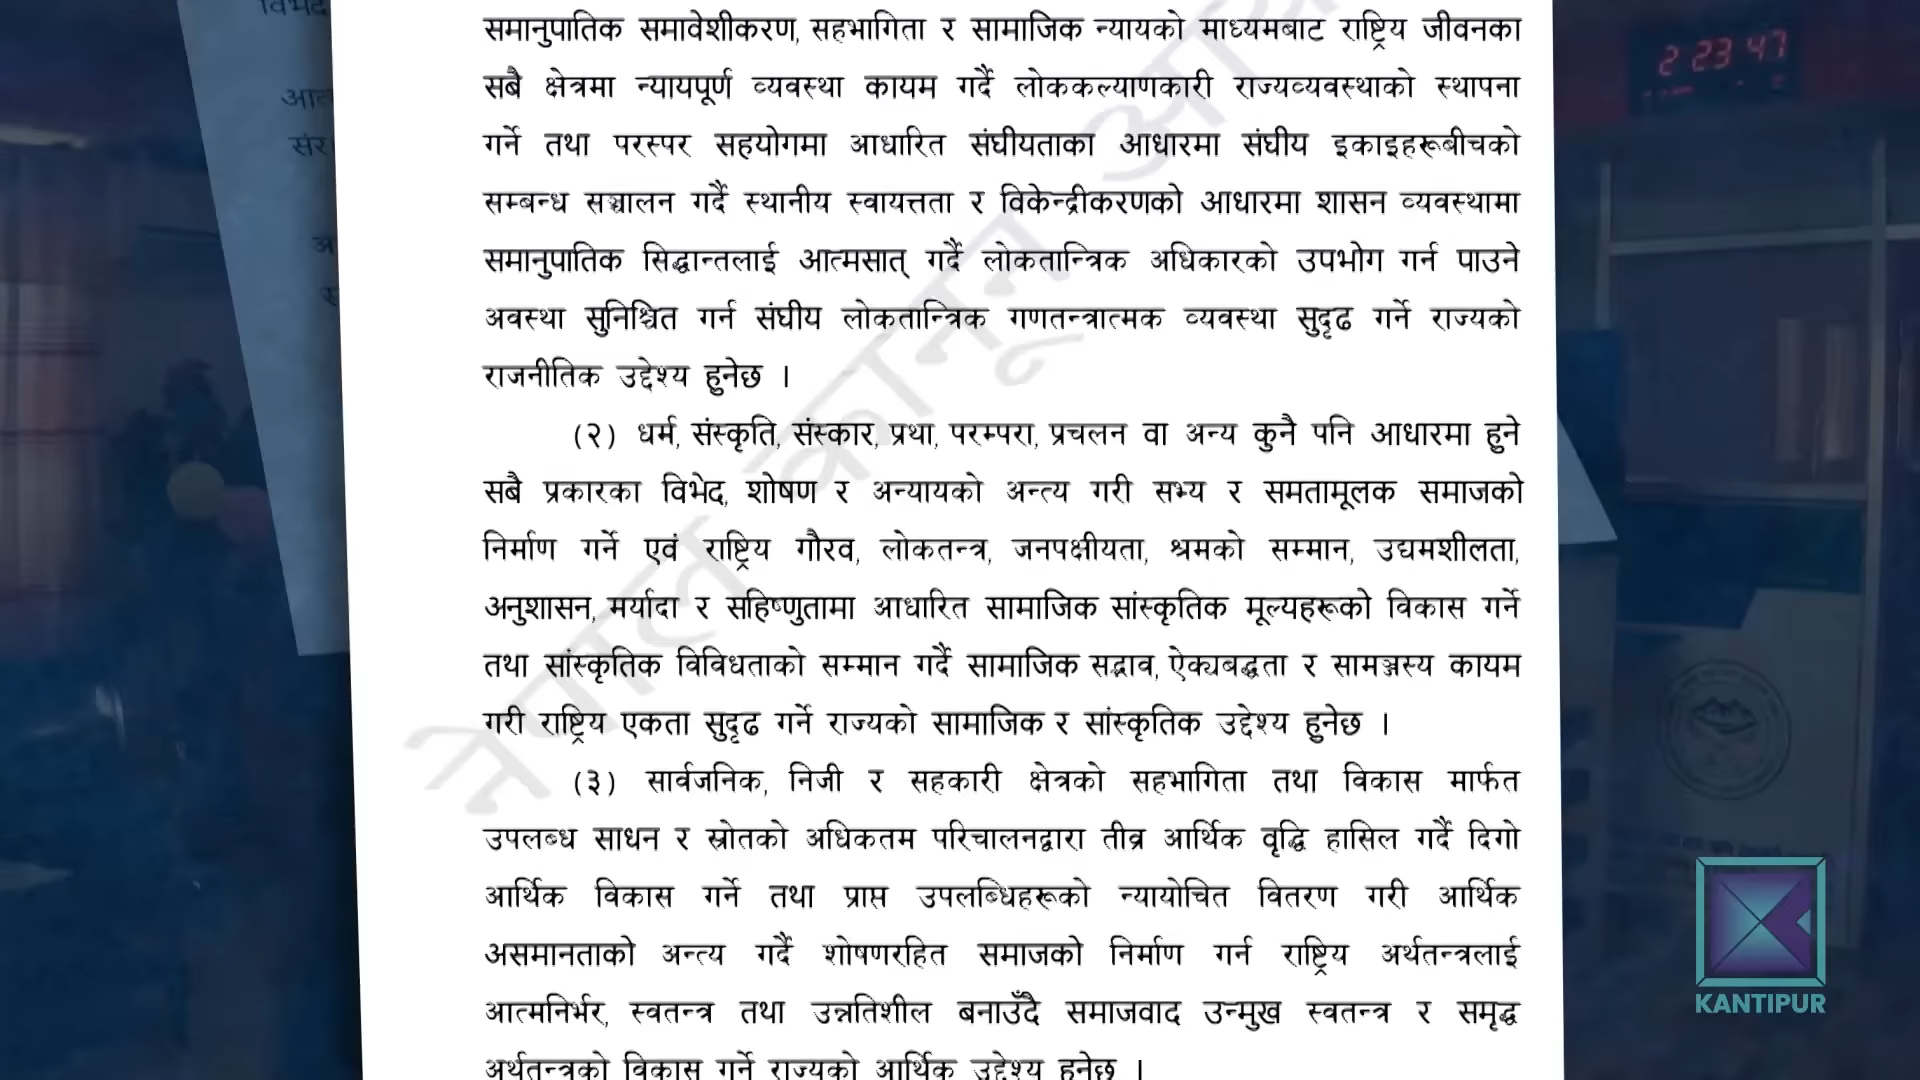 विभेद
आत
संर
अ
स
समानुपातिक समावेशीकरण, सहभागिता र सामाजिक न्यायको माध्यमबाट राष्ट्रिय जीवनका
सबै क्षेत्रमा न्यायपूर्ण व्यवस्था कायम गर्दै लोककल्याणकारी राज्यव्यवस्थाको स्थापना
गर्ने तथा परस्पर सहयोगमा आधारित संघीयताका आधारमा संघीय इकाइहरूबीचको
सम्बन्ध सञ्चालन गर्दै स्थानीय स्वायत्तता र विकेन्द्रीकरणको आधारमा शासन व्यवस्थामा
समानुपातिक सिद्धान्तलाई आत्मसात् गर्दै लोकतान्त्रिक अधिकारको उपभोग गर्न पाउने
अवस्था सुनिश्चित गर्न संघीय लोकतान्त्रिक गणतन्त्रात्मक व्यवस्था सुदृढ गर्ने राज्यको
राजनीतिक उद्देश्य हुनेछ ।
(२) धर्म, संस्कृति, संस्कार, प्रथा, परम्परा, प्रचलन वा अन्य कुनै पनि आधारमा हुने
सबै प्रकारका विभेद, शोषण र अन्यायको अन्त्य गरी सभ्य र समतामूलक समाजको
निर्माण गर्ने एवं राष्ट्रिय गौरव, लोकतन्त्र, जनपक्षीयता, श्रमको सम्मान, उद्यमशीलता,
अनुशासन, मर्यादा र सहिष्णुतामा आधारित सामाजिक सांस्कृतिक मूल्यहरूको विकास गर्ने
तथा सांस्कृतिक विविधताको सम्मान गर्दै सामाजिक सद्भाव, ऐक्यबद्धता र सामञ्जस्य कायम
गरी राष्ट्रिय एकता सुदृढ गर्ने राज्यको सामाजिक र सांस्कृतिक उद्देश्य हुनेछ ।
(३) सार्वजनिक, निजी र सहकारी क्षेत्रको सहभागिता तथा विकास मार्फत
उपलब्ध साधन र स्रोतको अधिकतम परिचालनद्वारा तीव्र आर्थिक वृद्धि हासिल गर्दै दिगो
आर्थिक विकास गर्ने तथा प्राप्त उपलब्धिहरूको न्यायोचित वितरण गरी आर्थिक
असमानताको अन्त्य गर्दै शोषणरहित समाजको निर्माण गर्न राष्ट्रिय अर्थतन्त्रलाई
आत्मनिर्भर, स्वतन्त्र तथा उन्नतिशील बनाउँदै समाजवाद उन्मुख स्वतन्त्र र समृद्ध
अर्थतन्त्रको विकास गर्ने राज्यको आर्थिक उद्देश्य हुनेछ ।
नेपाल कानून आय
2 23 47
KANTIPUR